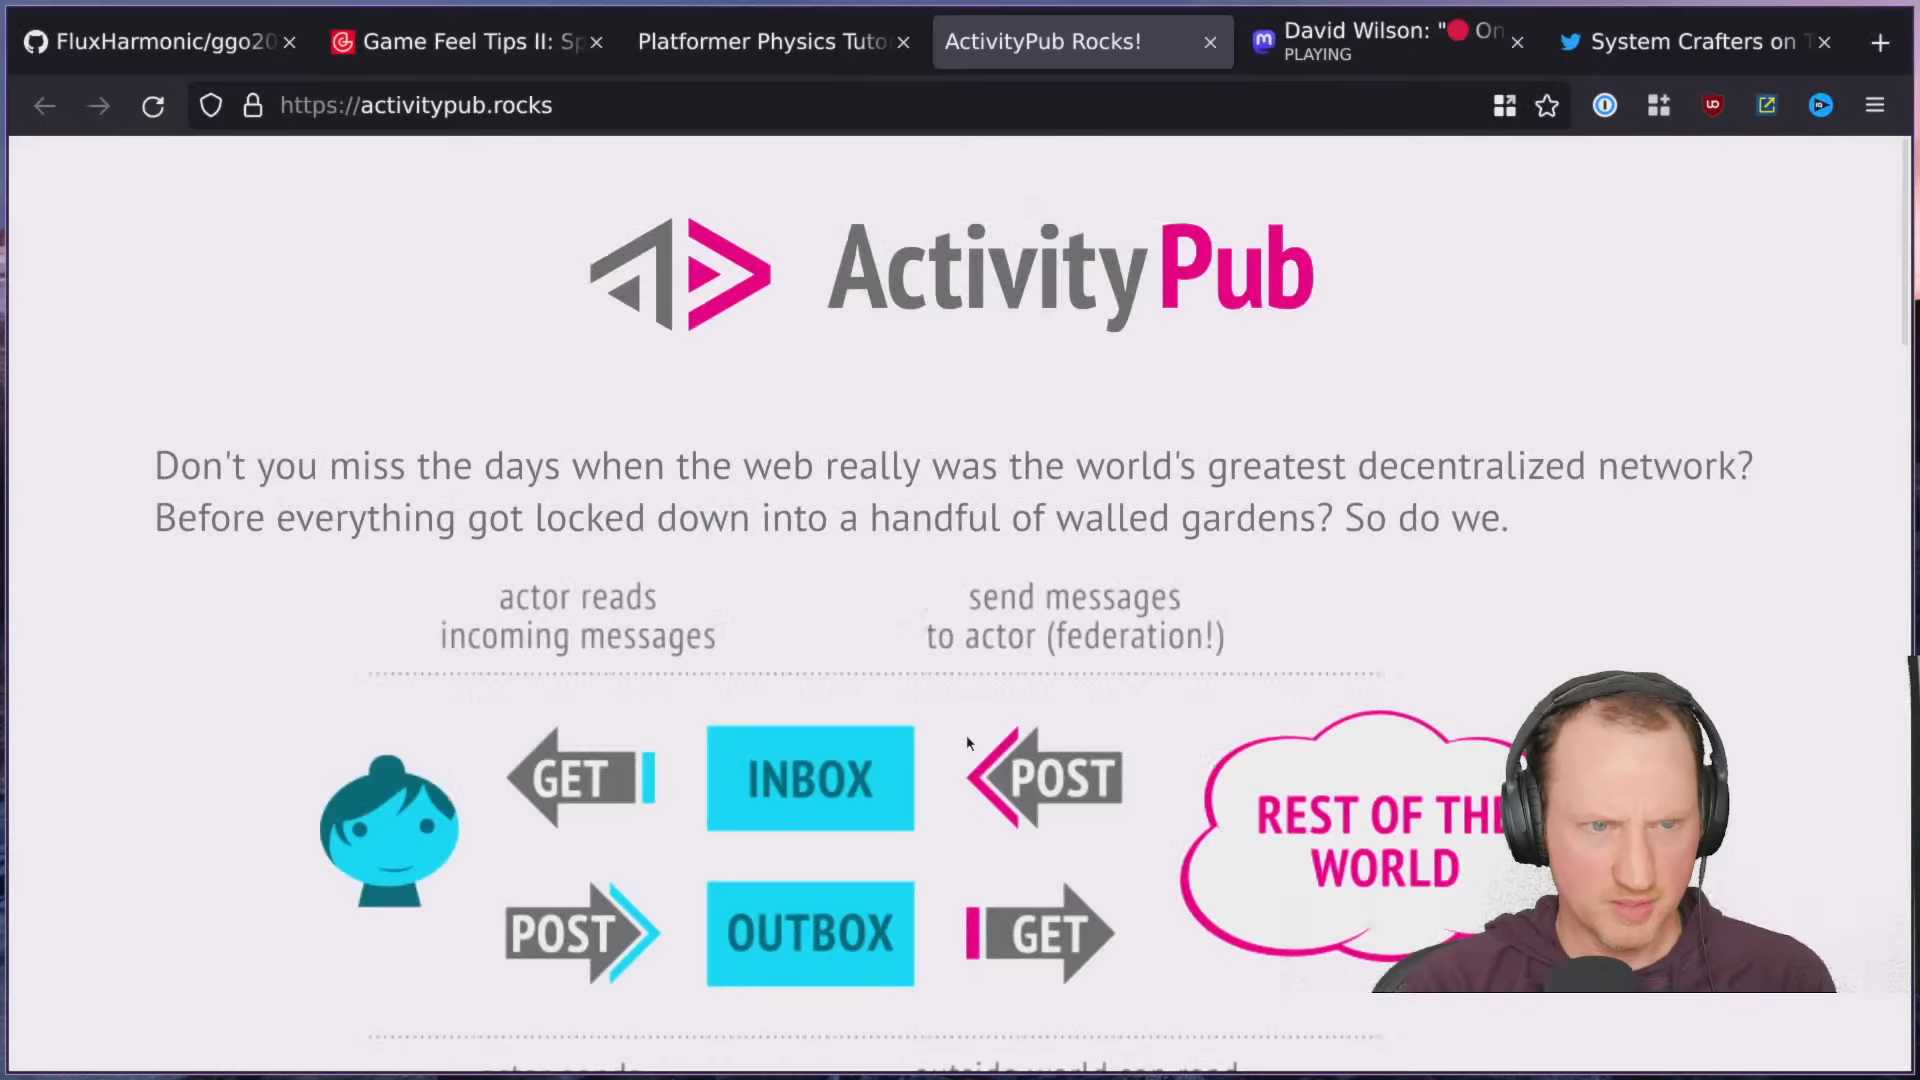 FluxHarmonic/ggo20
Game Feel Tips II: Sp
Platformer Physics Tuto
ActivityPub Rocks!
David Wilson: "🔴 On
PLAYING
System Crafters on T
https://activitypub.rocks
ActivityPub
Don't you miss the days when the web really was the world's greatest decentralized network?
Before everything got locked down into a handful of walled gardens? So do we.
actor reads
incoming messages
send messages
to actor (federation!)
GET
INBOX
POST
REST OF THE
WORLD
POST
OUTBOX
GET